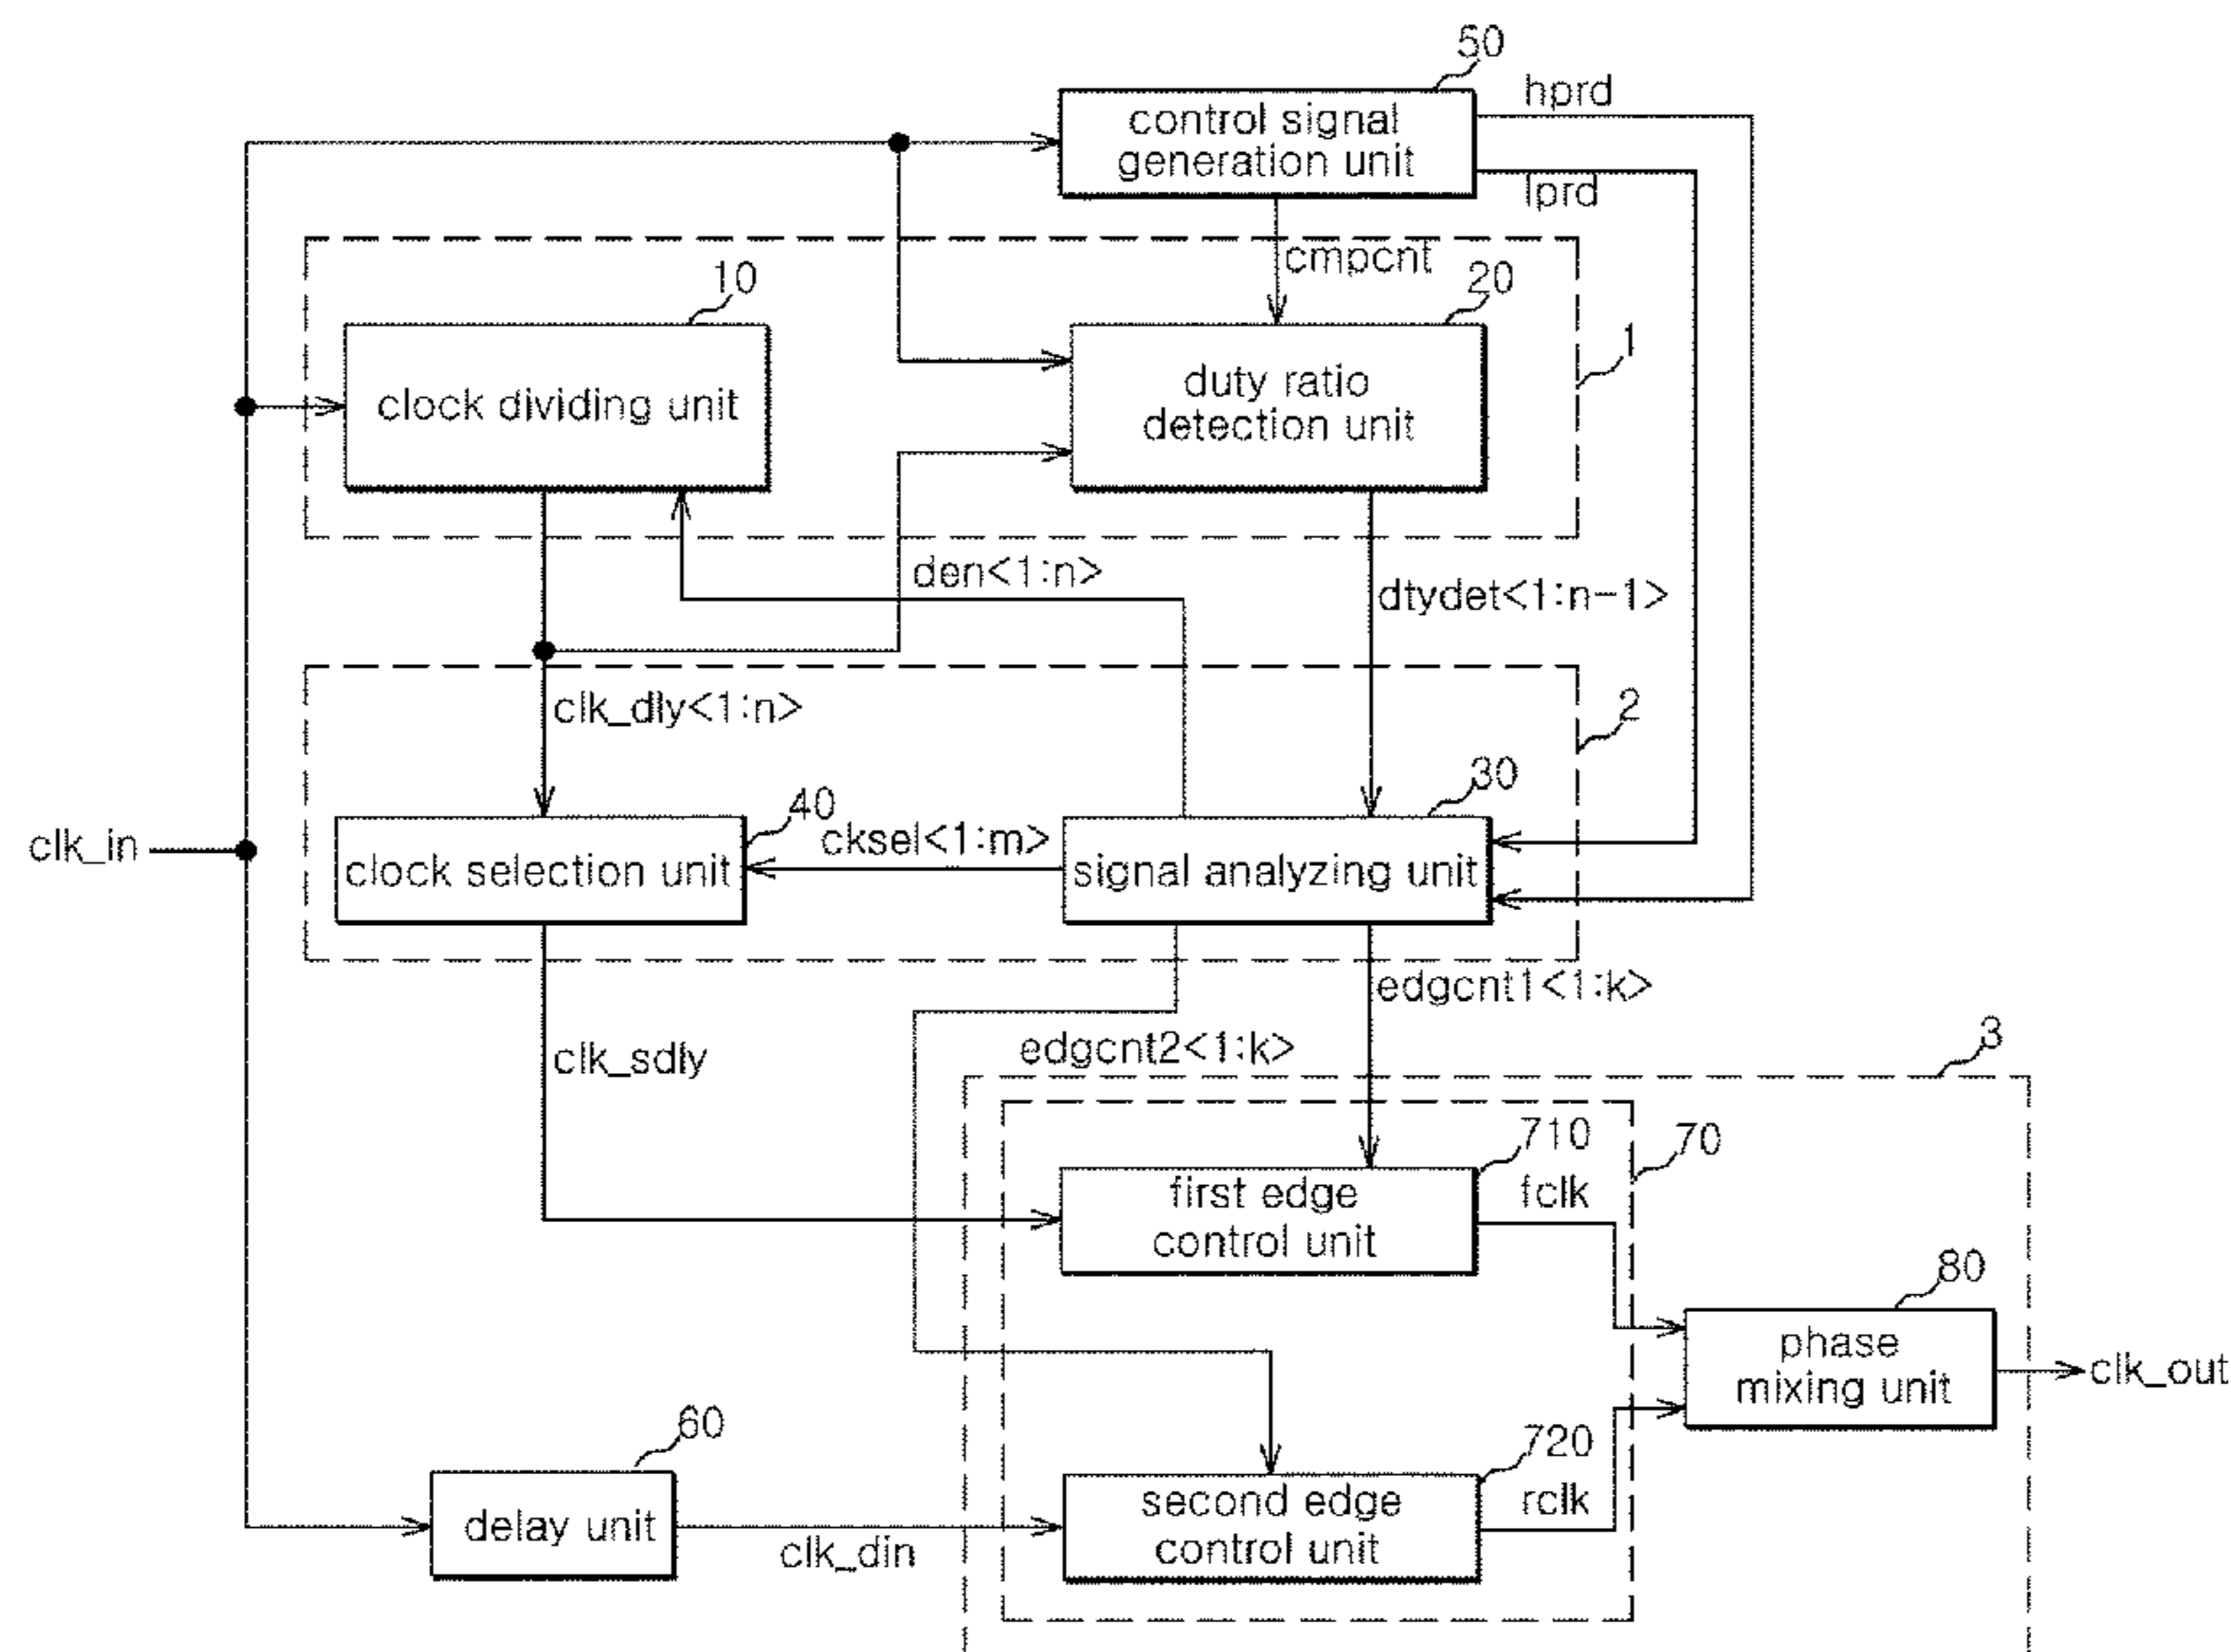 50
hprd
control signal
generation unit
lprd
cmpcnt
10
20
1
clock dividing unit
duty ratio
detection unit
den<1:n>
dtydet<1:n-1>
clk_dly<1:n>
2
30
40
cksel<1:m>
clk_in
clock selection unit
signal analyzing unit
edgcnt1<1:k>
edgcnt2<1:k>
clk_sdly
3
710
70
first edge
control unit
fclk
80
phase
mixing unit
clk_out
60
720
second edge
control unit
rclk
delay unit
clk_din